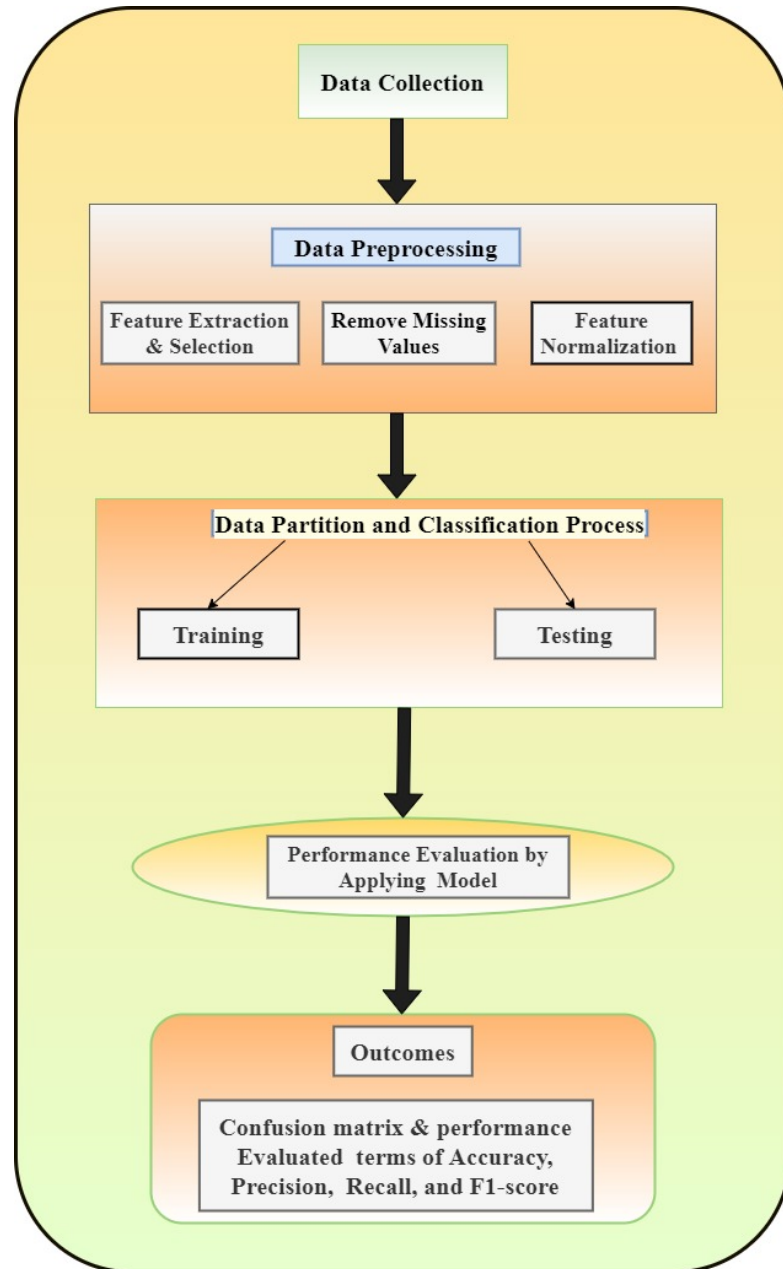 Data Collection
Data Preprocessing
Feature Extraction
& Selection
Remove Missing
Values
Feature
Normalization
Data Partition and Classification Process
Training
Testing
Performance Evaluation by
Applying Model
Outcomes
Confusion matrix & performance
Evaluated terms of Accuracy,
Precision, Recall, and F1-score